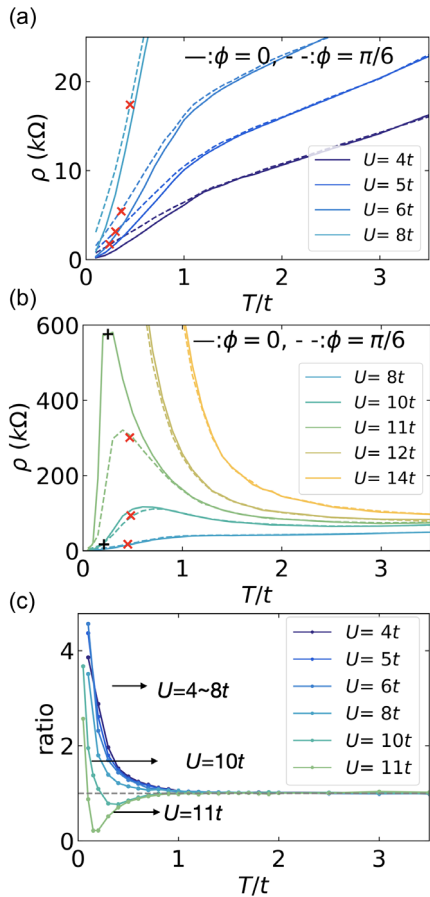 (a)
—:ϕ = 0, - -:ϕ = π/6
20
10
0
ρ (kΩ)
U= 4t
U= 5t
U= 6t
U= 8t
0 1 2 3
T/t
(b)
—:ϕ = 0, - -:ϕ = π/6
600
400
200
0
ρ (kΩ)
U= 8t
U= 10t
U= 11t
U= 12t
U= 14t
0 1 2 3
T/t
(c)
4
2
0
ratio
U=4~8t
U=10t
U=11t
U= 4t
U= 5t
U= 6t
U= 8t
U= 10t
U= 11t
0 1 2 3
T/t